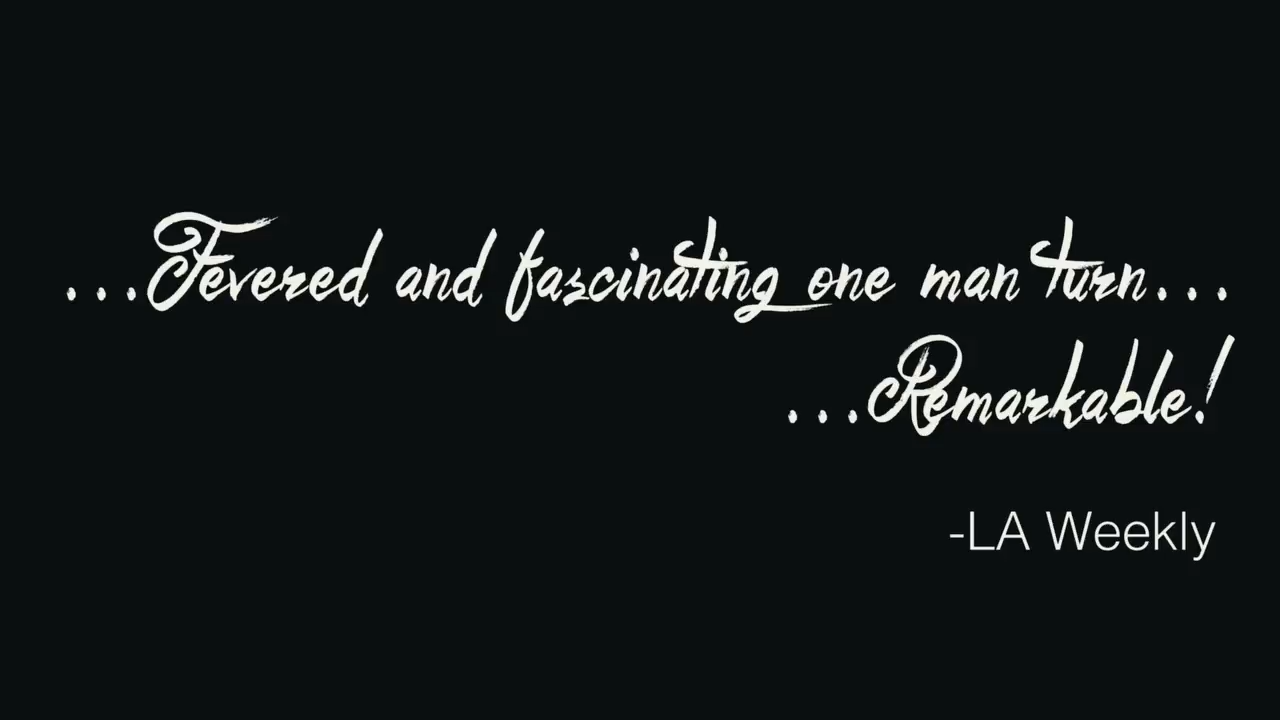 ...Fevered and fascinating one man turn...
...Remarkable!
-LA Weekly